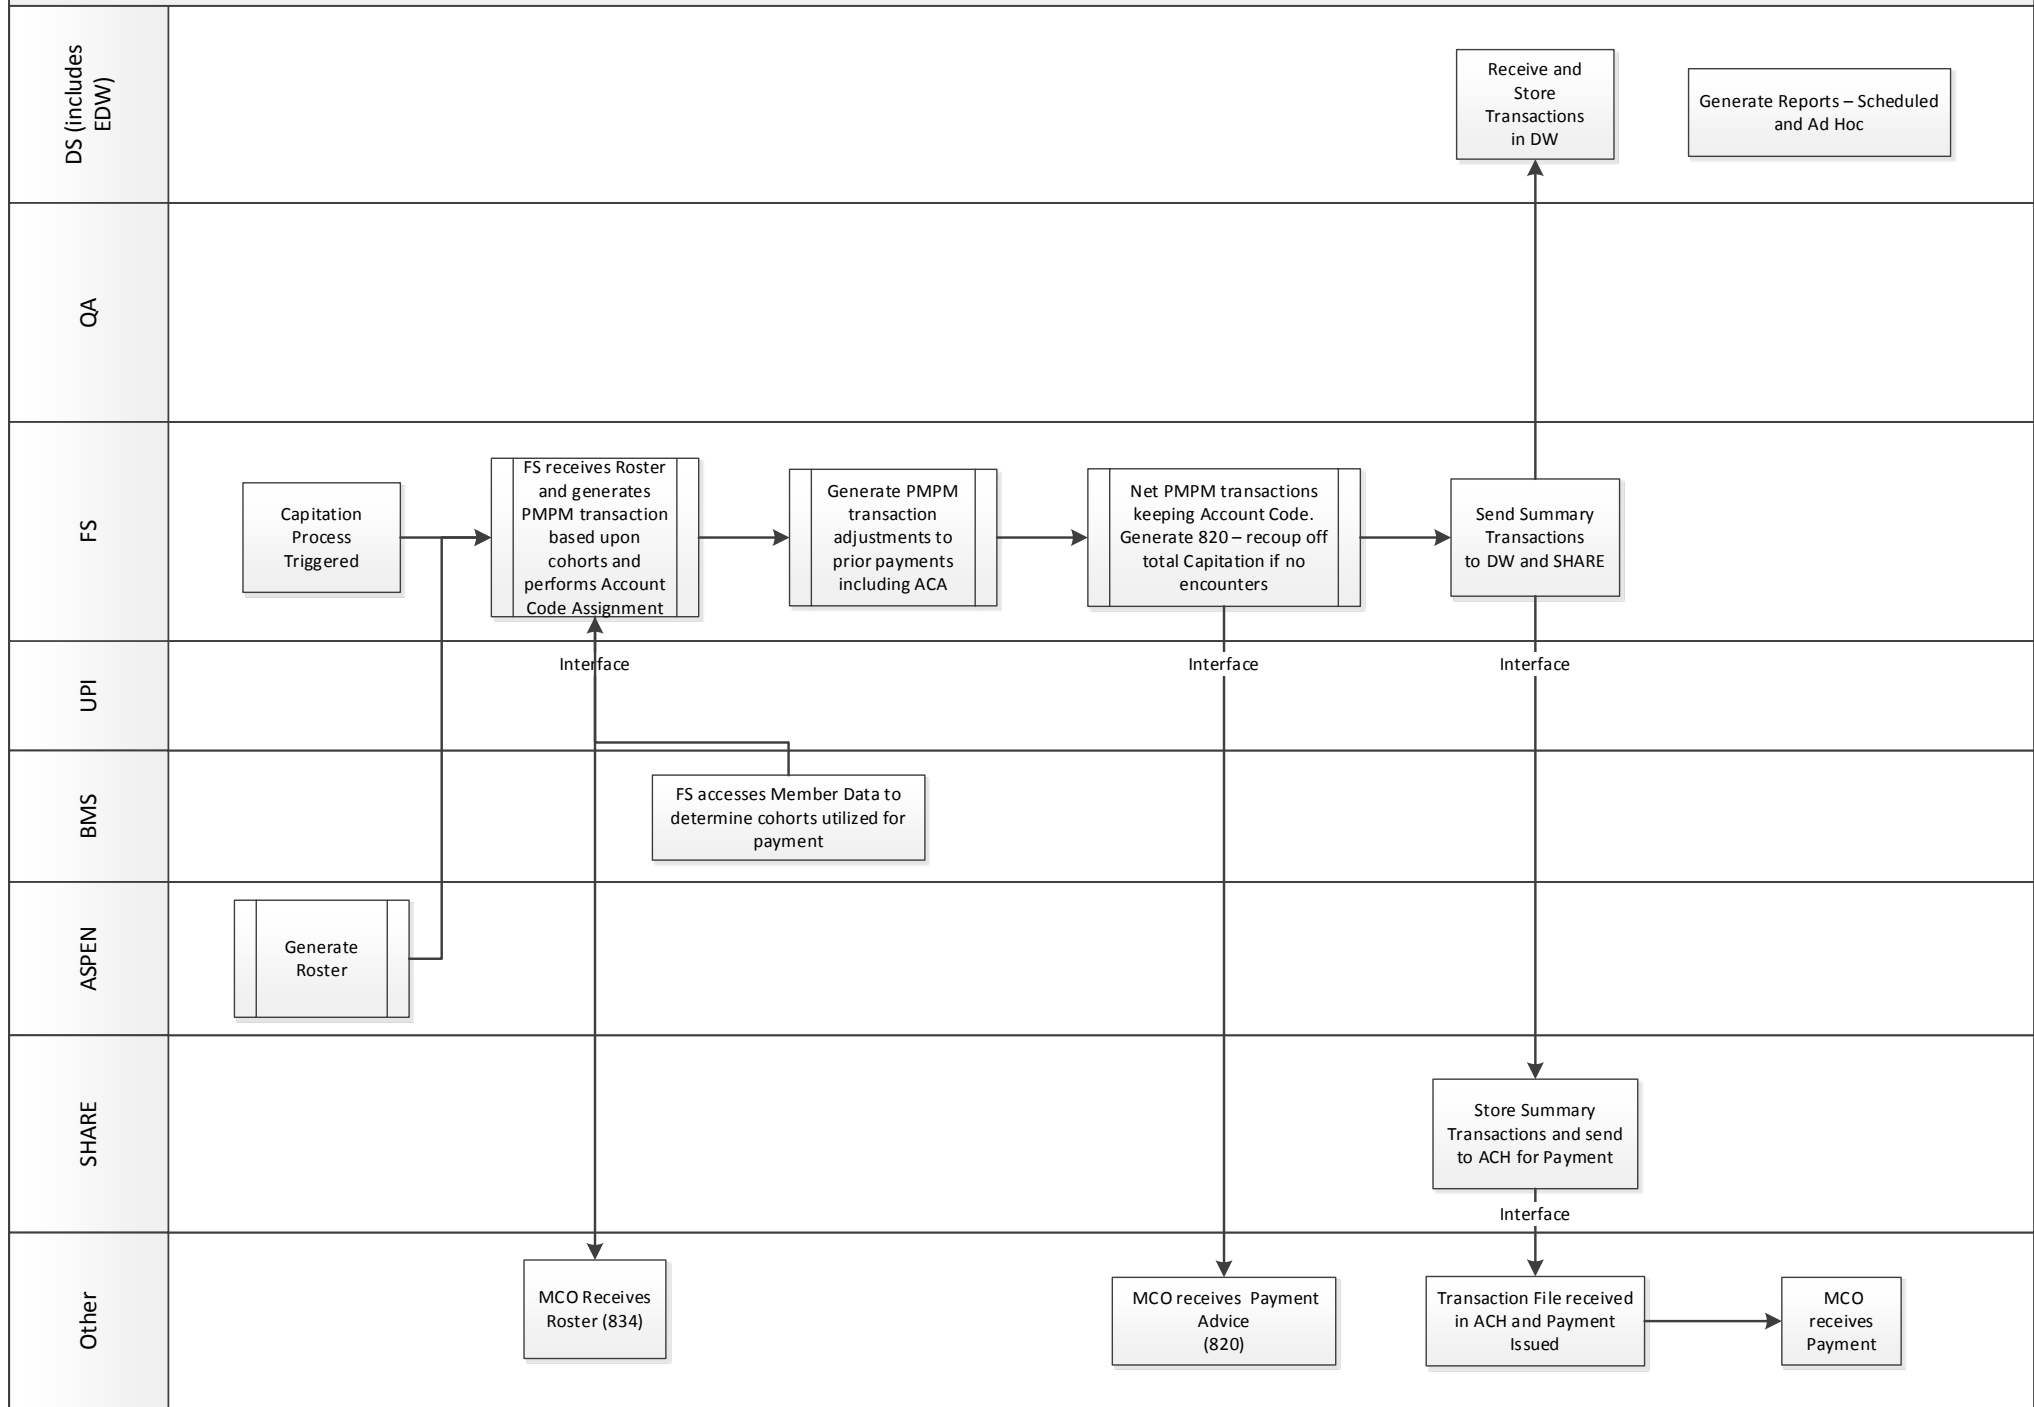 DS (includes
EDW)
Receive and
Store
Transactions
in DW
Generate Reports – Scheduled
and Ad Hoc
QA
FS
Capitation
Process
Triggered
FS receives Roster
and generates
PMPM transaction
based upon
cohorts and
performs Account
Code Assignment
Generate PMPM
transaction
adjustments to
prior payments
including ACA
Net PMPM transactions
keeping Account Code.
Generate 820 – recoup off
total Capitation if no
encounters
Send Summary
Transactions
to DW and SHARE
UPI
Interface
Interface
Interface
BMS
FS accesses Member Data to
determine cohorts utilized for
payment
ASPEN
Generate
Roster
SHARE
Store Summary
Transactions and send
to ACH for Payment
Interface
Other
MCO Receives
Roster (834)
MCO receives Payment
Advice
(820)
Transaction File received
in ACH and Payment
Issued
MCO
receives
Payment